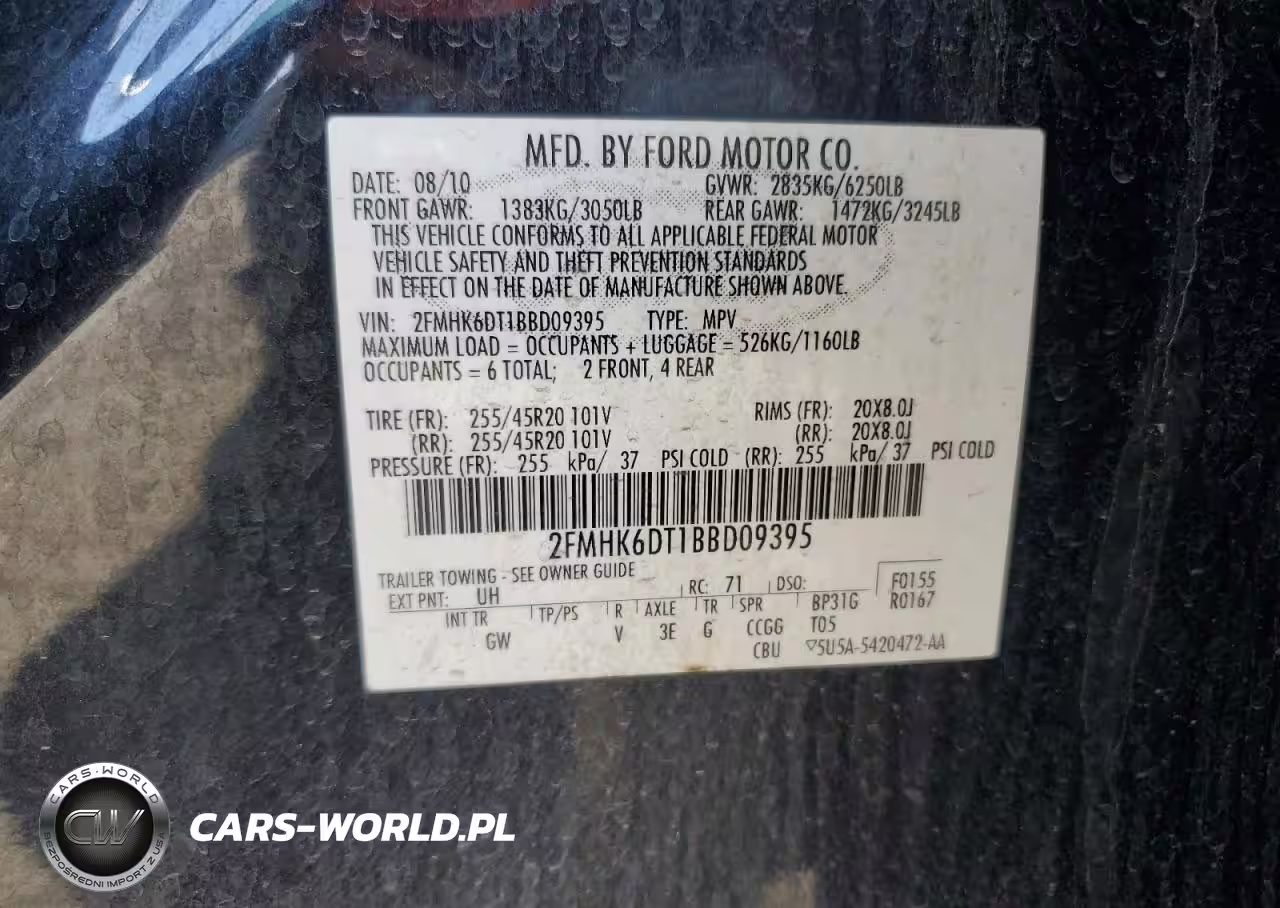 MFD. BY FORD MOTOR CO.
DATE: 08/10 GVWR: 2835KG/6250LB
FRONT GAWR: 1383KG/3050LB REAR GAWR: 1472KG/3245LB
THIS VEHICLE CONFORMS TO ALL APPLICABLE FEDERAL MOTOR
VEHICLE SAFETY AND THEFT PREVENTION STANDARDS
IN EFFECT ON THE DATE OF MANUFACTURE SHOWN ABOVE.
VIN: 2FMHK6DT1BBD09395 TYPE: MPV
MAXIMUM LOAD = OCCUPANTS + LUGGAGE = 526KG/1160LB
OCCUPANTS = 6 TOTAL; 2 FRONT, 4 REAR
TIRE (FR): 255/45R20 101V RIMS (FR): 20X8.0J
(RR): 255/45R20 101V (RR): 20X8.0J
PRESSURE (FR): 255 kPa/ 37 PSI COLD (RR): 255 kPa/ 37 PSI COLD
2FMHK6DT1BBD09395
TRAILER TOWING - SEE OWNER GUIDE
EXT PNT: UH RC: 71 DSO: F0155
INT TR TP/PS R AXLE TR SPR BP31G R0167
GW V 3E G CCGG T05
CBU ▽5U5A-5420472-AA
CARS-WORLD
CW
BEZPOŚREDNI IMPORT Z USA
CARS-WORLD.PL